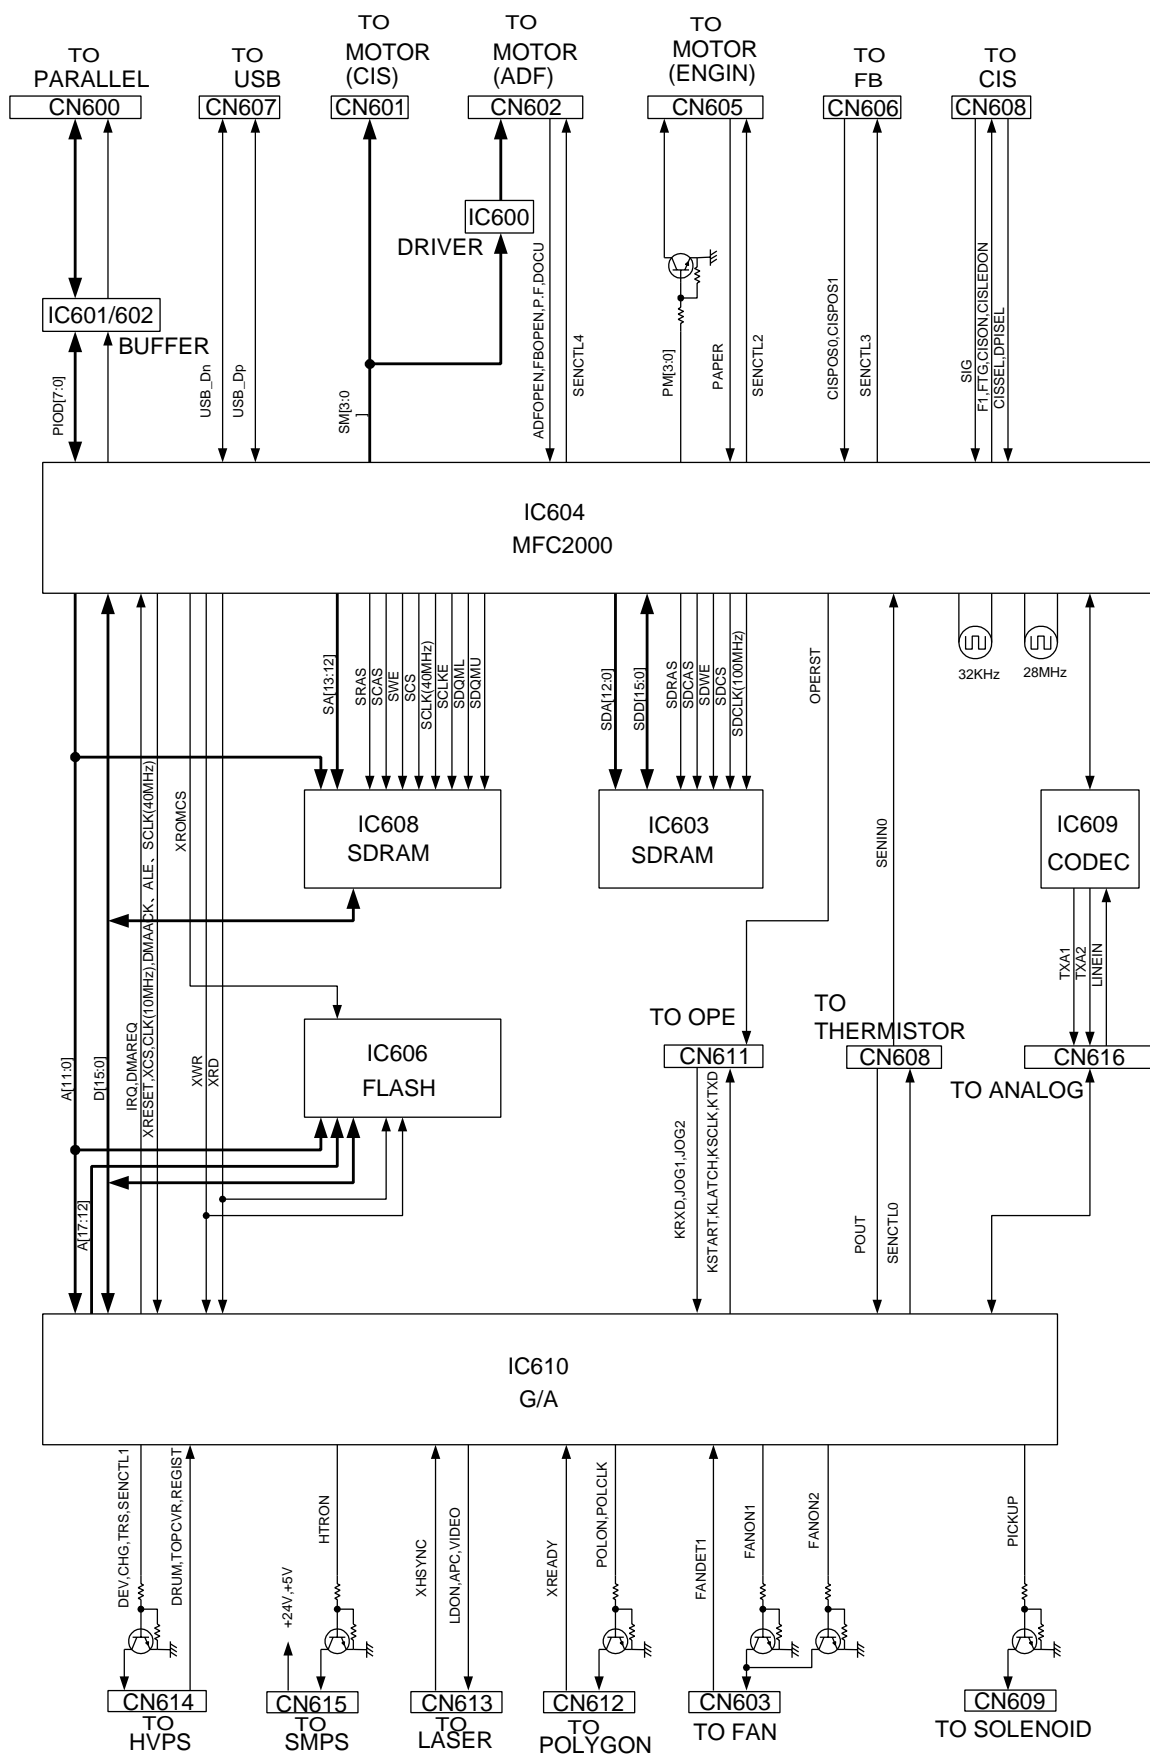 TO
PARALLEL
CN600
TO
USB
CN607
TO
MOTOR
(CIS)
CN601
TO
MOTOR
(ADF)
CN602
TO
MOTOR
(ENGIN)
CN605
TO
FB
CN606
TO
CIS
CN608
IC600
DRIVER
IC601/602
BUFFER
PIOD[7:0]
USB_Dn
USB_Dp
SM[3:0
]
ADFOPEN,FBOPEN,P.F,DOCU
SENCTL4
PM[3:0]
PAPER
SENCTL2
CISPOS0,CISPOS1
SENCTL3
SIG
F1,FTG,CISON,CISLEDON
CISSEL,DPISEL
IC604
MFC2000
SA[13:12]
SRAS
SCAS
SWE
SCS
SCLK(40MHz)
SCLKE
SDQML
SDQMU
SDA[12:0]
SDD[15:0]
SDRAS
SDCAS
SDWE
SDCS
SDCLK(100MHz)
OPERST
SENIN0
32KHz
28MHz
XROMCS
IC608
SDRAM
IC603
SDRAM
IC609
CODEC
TXA1
TXA2
LINEIN
A[11:0]
D[15:0]
IRQ,DMAREQ
XRESET,XCS,CLK(10MHz),DMAACK、ALE、SCLK(40MHz)
XWR
XRD
IC606
FLASH
TO OPE
CN611
TO
THERMISTOR
CN608
CN616
TO ANALOG
A[17:12]
KRXD,JOG1,JOG2
KSTART,KLATCH,KSCLK,KTXD
POUT
SENCTL0
IC610
G/A
DEV,CHG,TRS,SENCTL1
DRUM,TOPCVR,REGIST
+24V,+5V
HTRON
XHSYNC
LDON,APC,VIDEO
XREADY
POLON,POLCLK
FANDET1
FANON1
FANON2
PICKUP
CN614
TO
HVPS
CN615
TO
SMPS
CN613
TO
LASER
CN612
TO
POLYGON
CN603
TO FAN
CN609
TO SOLENOID